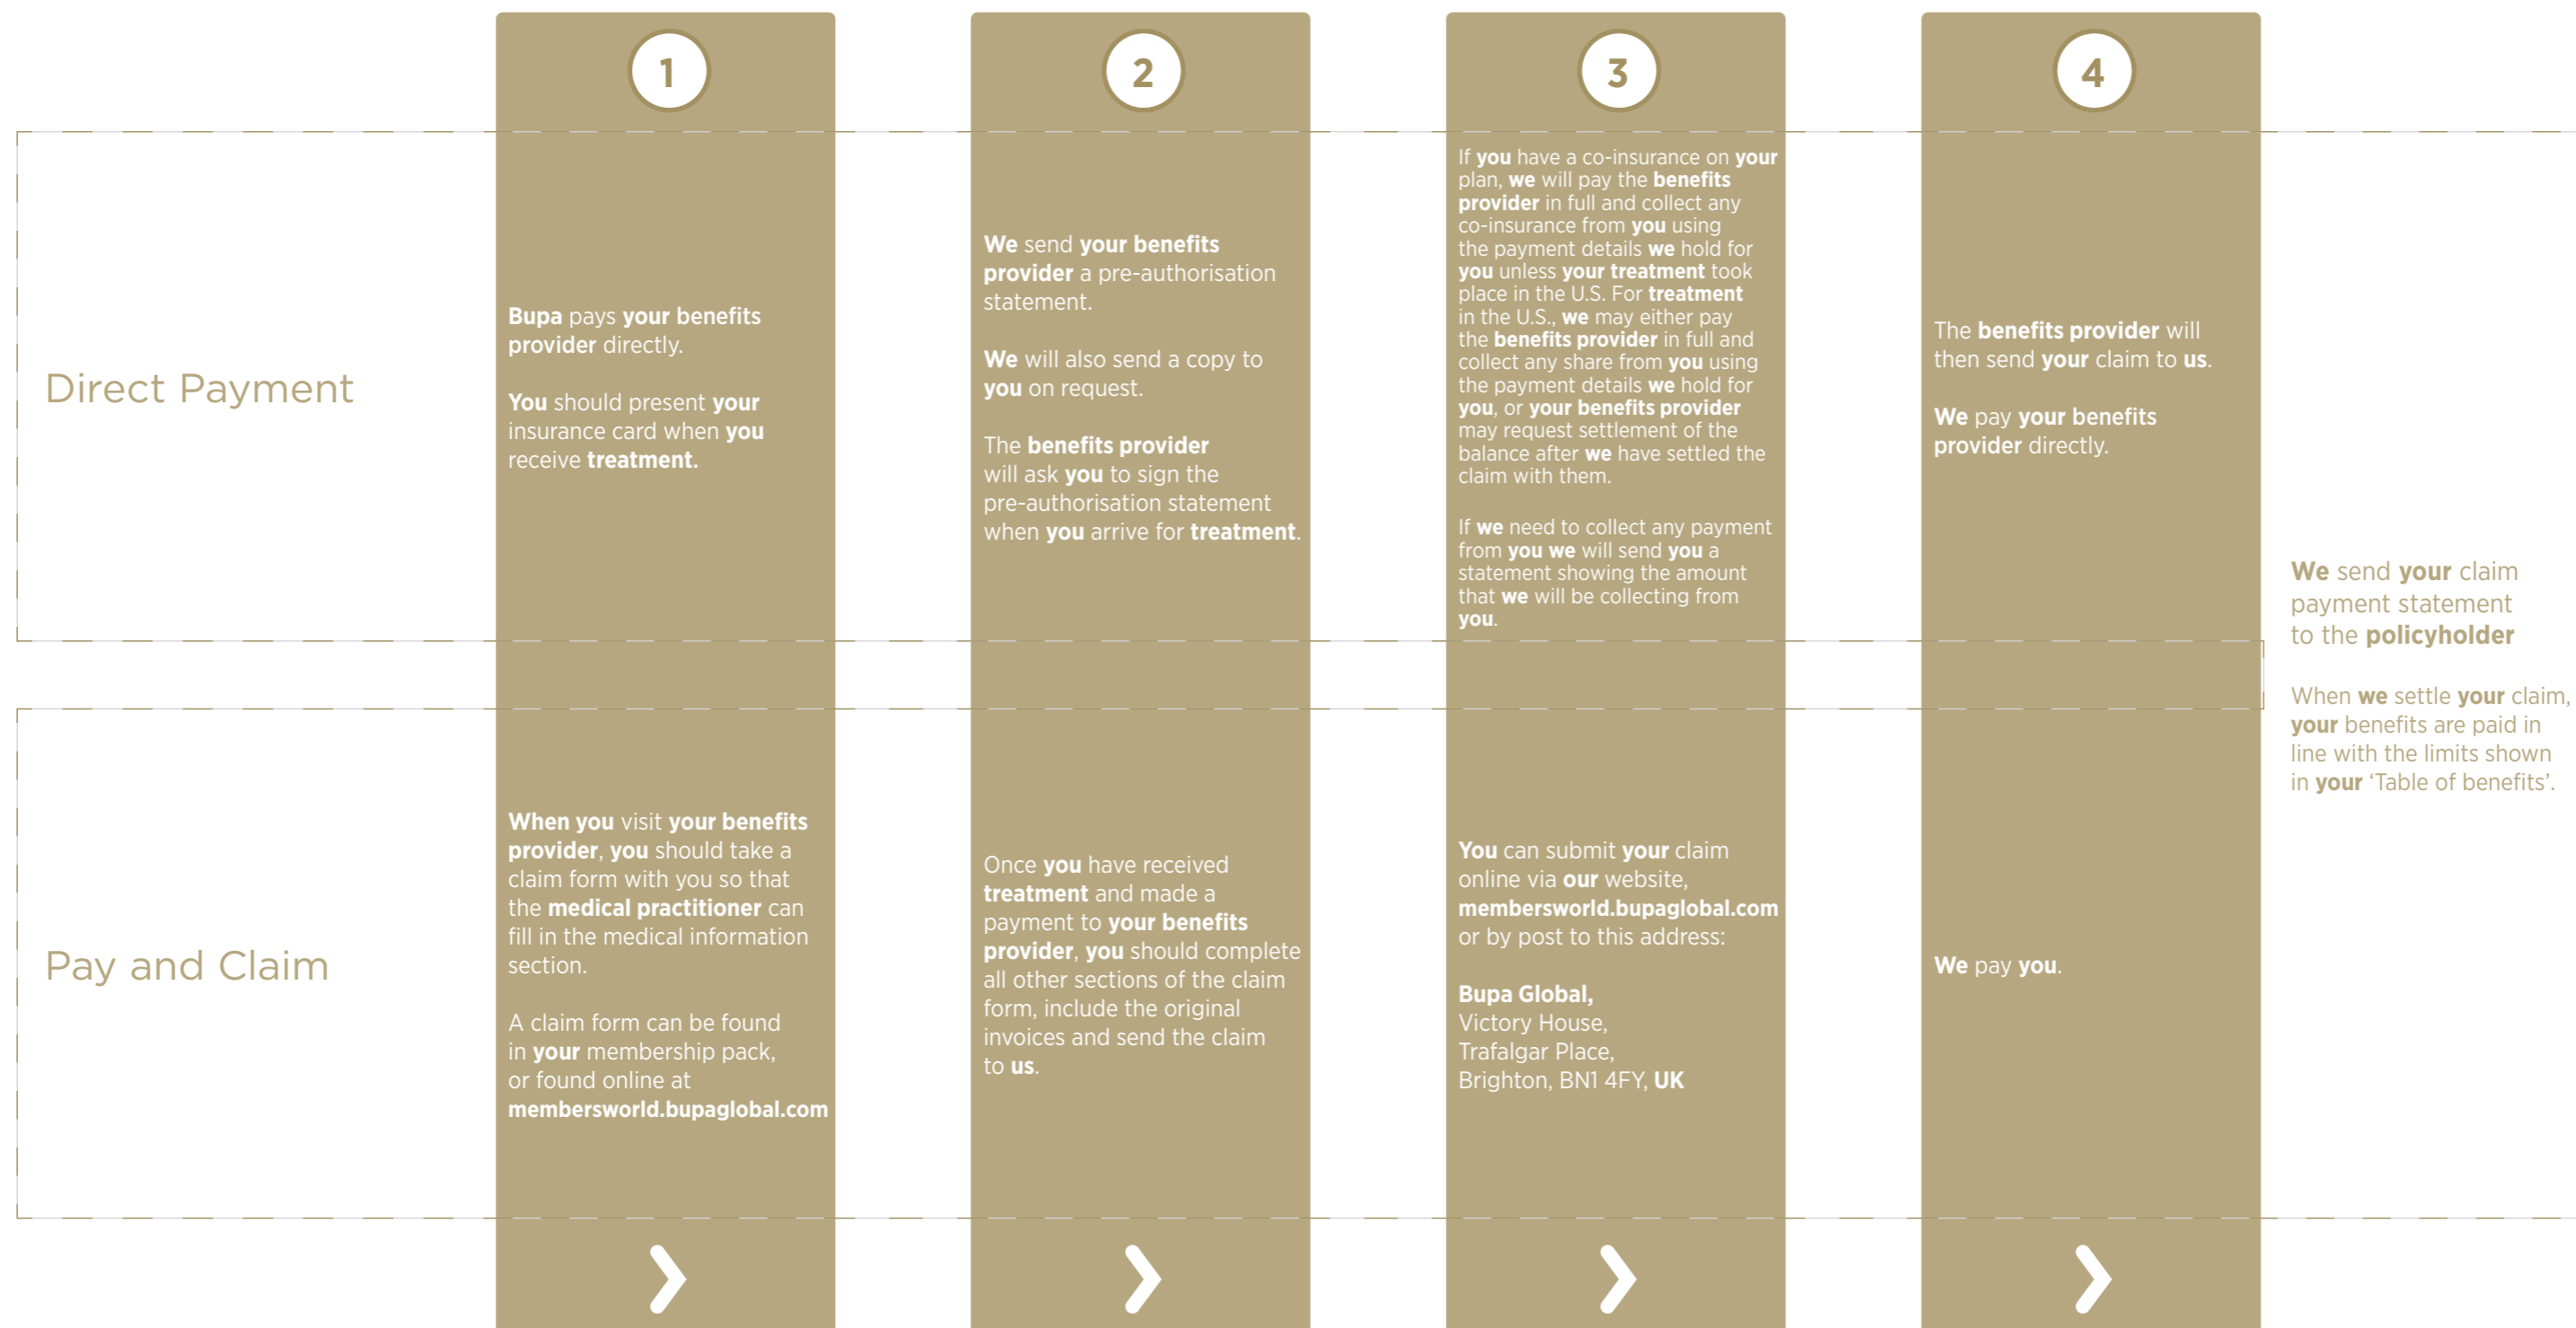 1
2
3
4
Direct Payment
Bupa pays your benefits
provider directly.
You should present your
insurance card when you
receive treatment.
We send your benefits
provider a pre-authorisation
statement.
We will also send a copy to
you on request.
The benefits provider
will ask you to sign the
pre-authorisation statement
when you arrive for treatment.
If you have a co-insurance on your
plan, we will pay the benefits
provider in full and collect any
co-insurance from you using
the payment details we hold for
you unless your treatment took
place in the U.S. For treatment
in the U.S., we may either pay
the benefits provider in full and
collect any share from you using
the payment details we hold for
you, or your benefits provider
may request settlement of the
balance after we have settled the
claim with them.
If we need to collect any payment
from you we will send you a
statement showing the amount
that we will be collecting from
you.
The benefits provider will
then send your claim to us.
We pay your benefits
provider directly.
Pay and Claim
When you visit your benefits
provider, you should take a
claim form with you so that
the medical practitioner can
fill in the medical information
section.
A claim form can be found
in your membership pack,
or found online at
membersworld.bupaglobal.com
Once you have received
treatment and made a
payment to your benefits
provider, you should complete
all other sections of the claim
form, include the original
invoices and send the claim
to us.
You can submit your claim
online via our website,
membersworld.bupaglobal.com
or by post to this address:
Bupa Global,
Victory House,
Trafalgar Place,
Brighton, BN1 4FY, UK
We pay you.
We send your claim
payment statement
to the policyholder
When we settle your claim,
your benefits are paid in
line with the limits shown
in your ‘Table of benefits’.